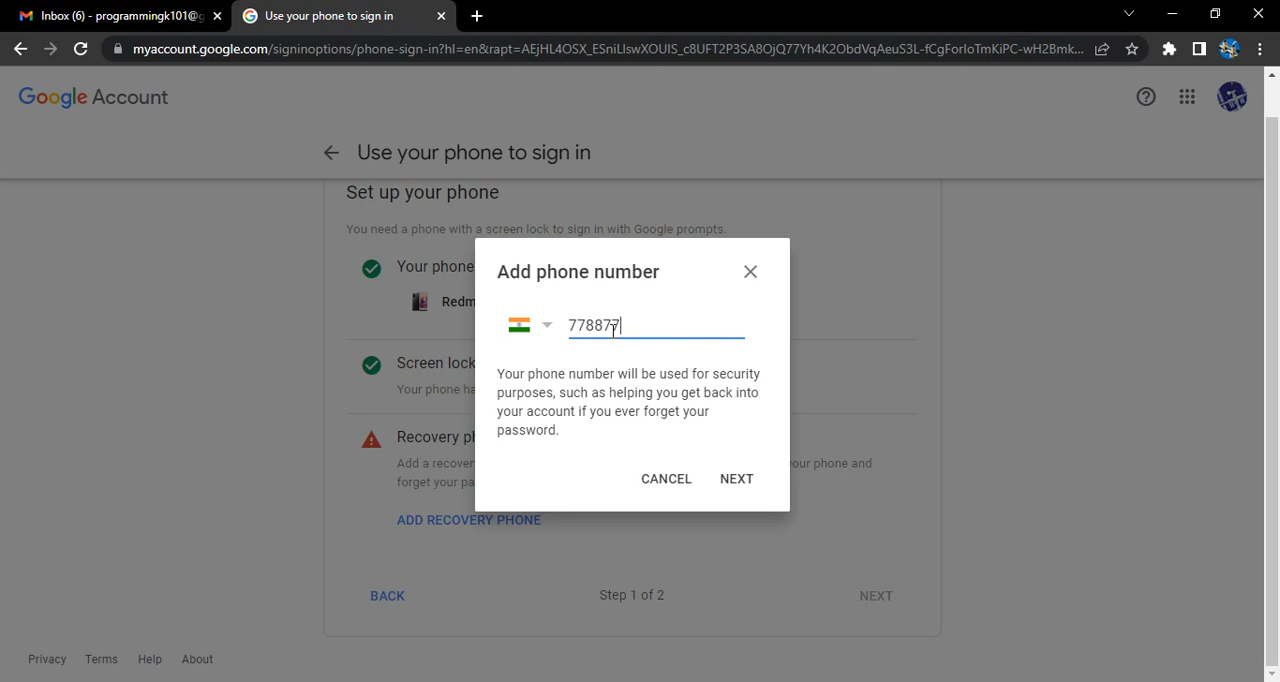 Inbox (6) - programmingk101@g
Use your phone to sign in
myaccount.google.com/signinoptions/phone-sign-in?hl=en&rapt=AEjHL4OSX_ESniLlswXOUIS_c8UFT2P3SA8OjQ77Yh4K2ObdVqAeuS3L-fCgForIoTmKiPC-wH2Bmk...
Google Account
Use your phone to sign in
Set up your phone
You need a phone with a screen lock to sign in with Google prompts.
Your phone
Redm
Add phone number
778877
Your phone number will be used for security
purposes, such as helping you get back into
your account if you ever forget your
password.
CANCEL NEXT
Screen lock
Your phone ha
Recovery pl
Add a recover your phone and
forget your pa
ADD RECOVERY PHONE
BACK Step 1 of 2 NEXT
Privacy Terms Help About